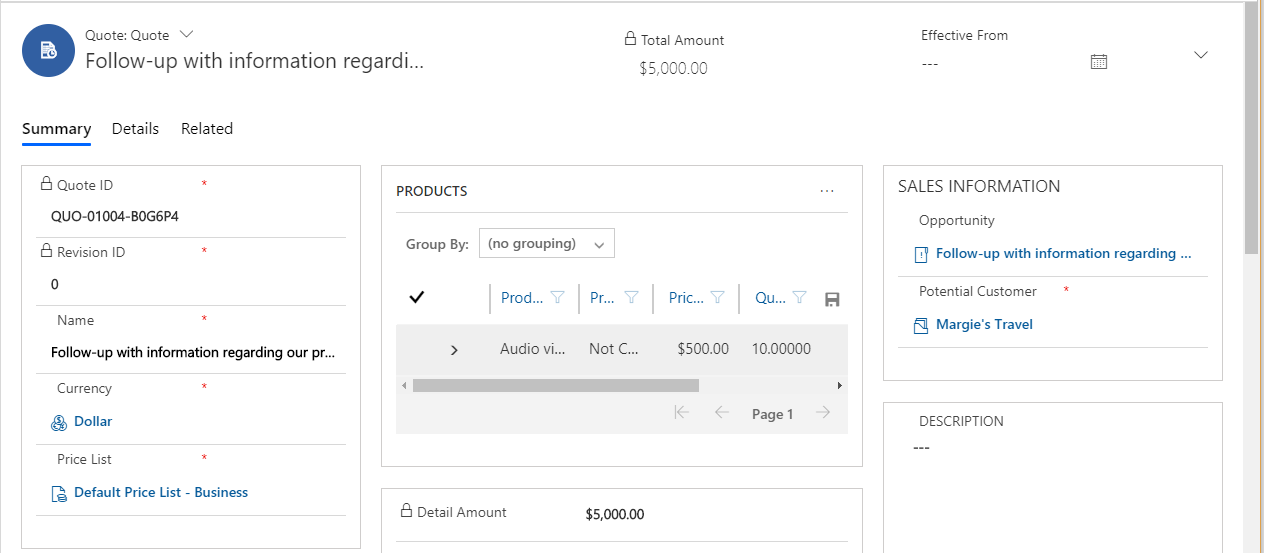 Quote: Quote
Follow-up with information regardi...
Total Amount
$5,000.00
Effective From
---
Summary Details Related
Quote ID *
QUO-01004-B0G6P4
Revision ID *
0
Name *
Follow-up with information regarding our pr...
Currency *
Dollar
Price List *
Default Price List - Business
PRODUCTS ...
Group By: (no grouping)
Prod... Pr... Pric... Qu...
Audio vi... Not C... $500.00 10.00000
Page 1
Detail Amount $5,000.00
SALES INFORMATION
Opportunity
Follow-up with information regarding ...
Potential Customer *
Margie's Travel
DESCRIPTION
---